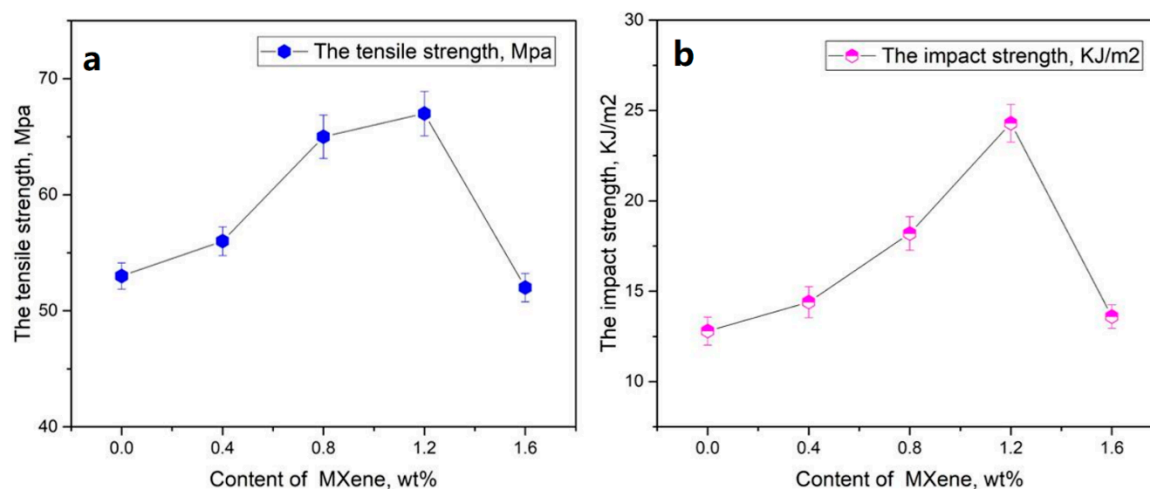 a
The tensile strength, Mpa
The tensile strength, Mpa
70
60
50
40
0.0 0.4 0.8 1.2 1.6
Content of MXene, wt%
b
The impact strength, KJ/m2
The impact strength, KJ/m2
30
25
20
15
10
0.0 0.4 0.8 1.2 1.6
Content of MXene, wt%